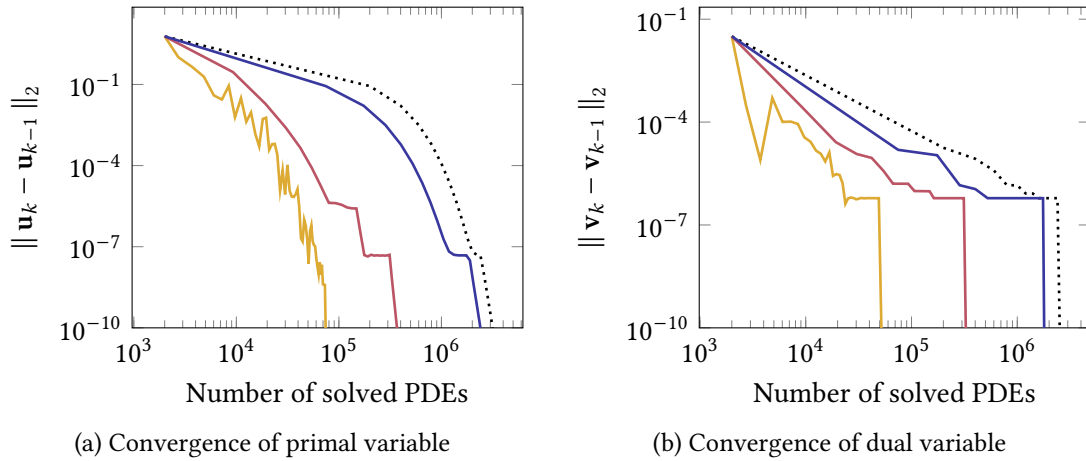 10^−1
10^−4
10^−7
10^−10
10^3
10^4
10^5
10^6
Number of solved PDEs
‖ u_k − u_{k−1} ‖_2
(a) Convergence of primal variable
10^−1
10^−4
10^−7
10^−10
10^3
10^4
10^5
10^6
Number of solved PDEs
‖ v_k − v_{k−1} ‖_2
(b) Convergence of dual variable